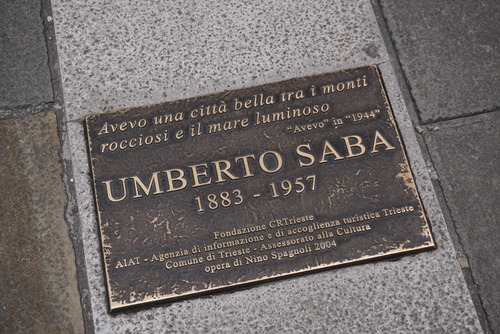 Avevo una città bella tra i monti
rocciosi e il mare luminoso
"Avevo" in "1944"
UMBERTO SABA
1883 - 1957
Fondazione CRTrieste
AIAT - Agenzia di informazione e di accoglienza turistica Trieste
Comune di Trieste - Assessorato alla Cultura
opera di Nino Spagnoli 2004